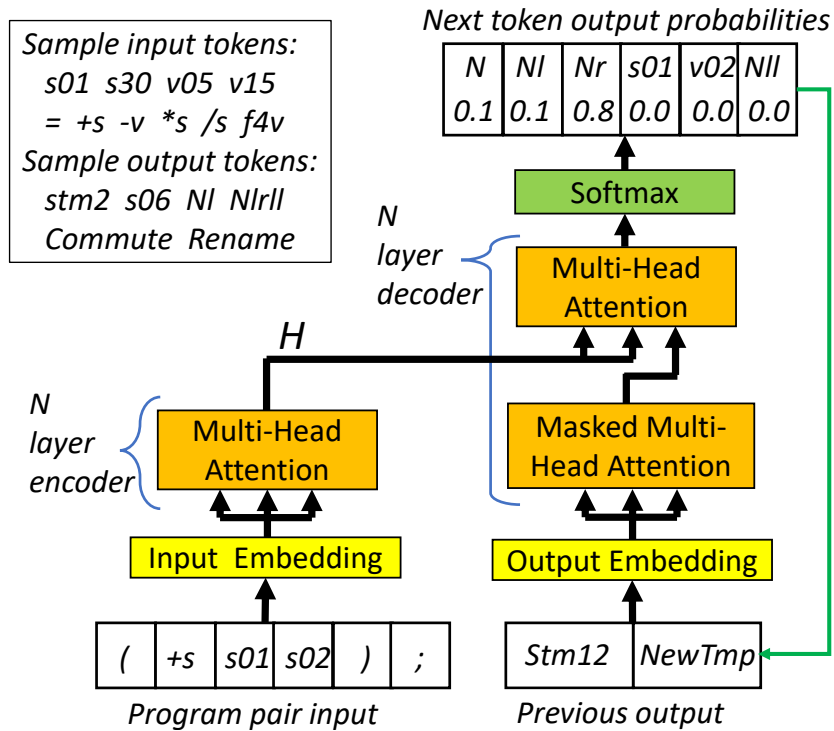 Next token output probabilities
Sample input tokens:
s01 s30 v05 v15
= +s -v *s /s f4v
Sample output tokens:
stm2 s06 Nl Nlrll
Commute Rename
N Nl Nr s01 v02 Nll
0.1 0.1 0.8 0.0 0.0 0.0
Softmax
N
layer
decoder
Multi-Head
Attention
H
N
layer
encoder
Multi-Head
Attention
Masked Multi-
Head Attention
Input Embedding
Output Embedding
( +s s01 s02 ) ;
Stm12 NewTmp
Program pair input
Previous output